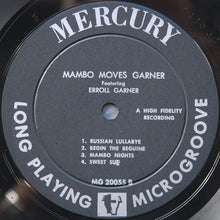 MERCURY
MAMBO MOVES GARNER
Featuring
ERROLL GARNER
A HIGH FIDELITY
RECORDING
1. RUSSIAN LULLABYE
2. BEGIN THE BEGUINE
3. MAMBO NIGHTS
4. SWEET SUE
MG 20055 B
LONG PLAYING MICROGROOVE